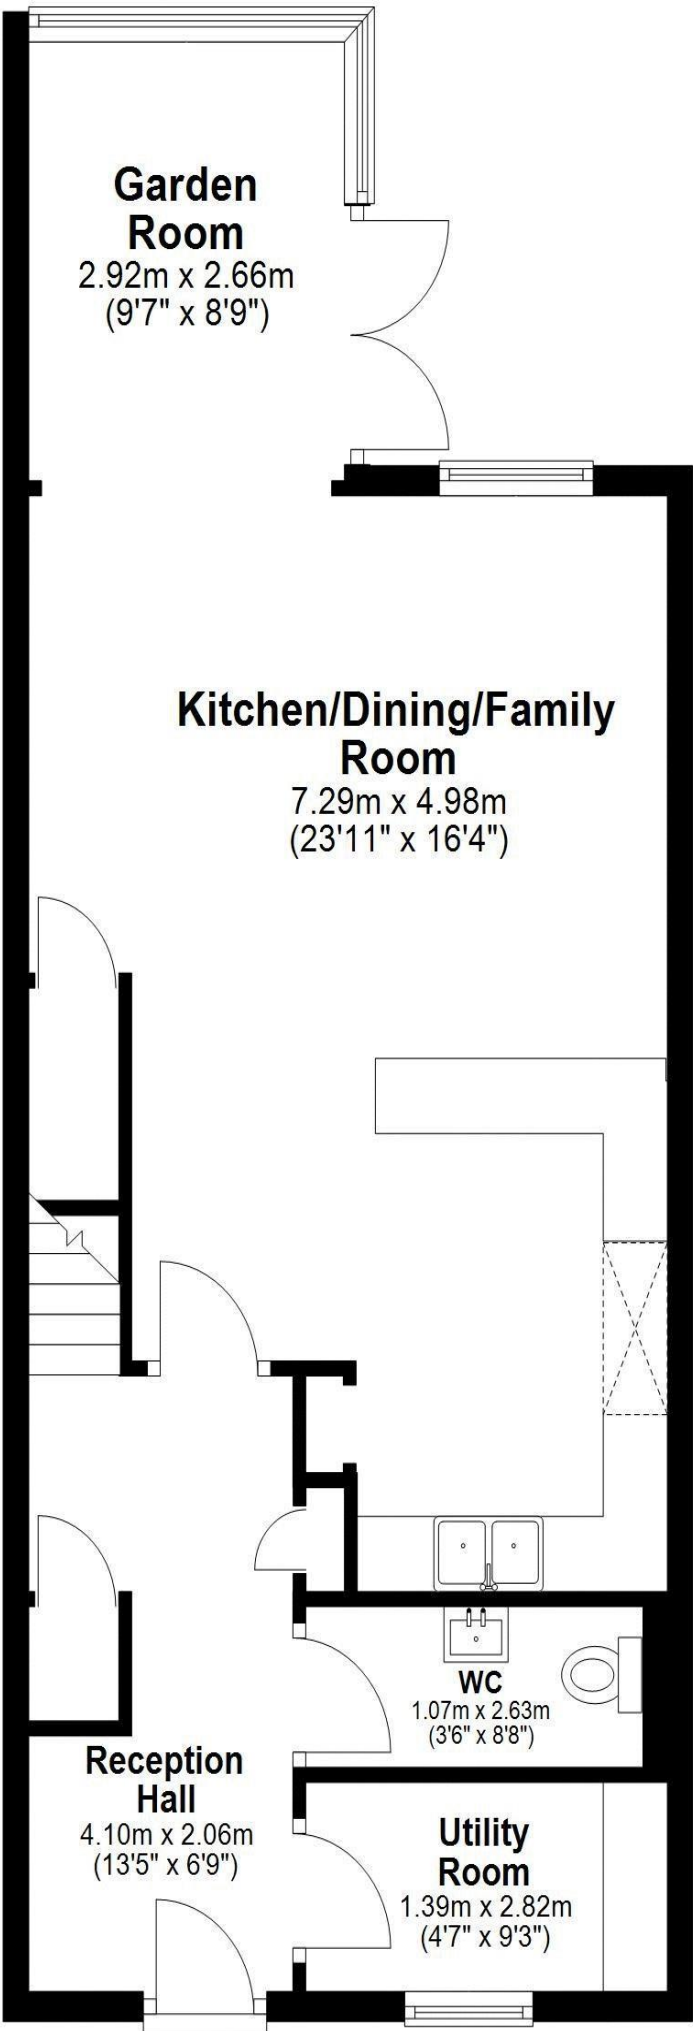 Garden
Room
2.92m x 2.66m
(9'7" x 8'9")
Kitchen/Dining/Family
Room
7.29m x 4.98m
(23'11" x 16'4")
WC
1.07m x 2.63m
(3'6" x 8'8")
Reception
Hall
4.10m x 2.06m
(13'5" x 6'9")
Utility
Room
1.39m x 2.82m
(4'7" x 9'3")